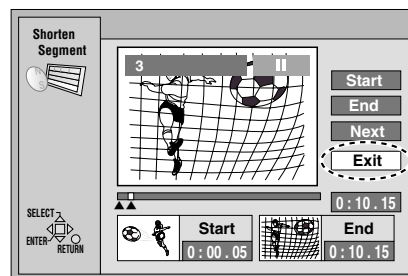 Shorten
Segment
3
Start
End
Next
Exit
0:10.15
SELECT
ENTER
RETURN
Start
0:00.05
End
0:10.15